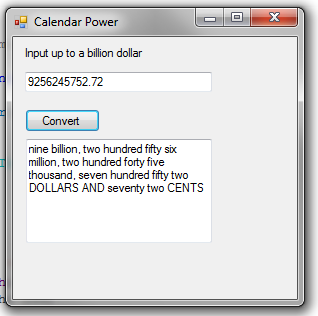 Calendar Power
Input up to a billion dollar
9256245752.72
Convert
nine billion, two hundred fifty six
million, two hundred forty five
thousand, seven hundred fifty two
DOLLARS AND seventy two CENTS